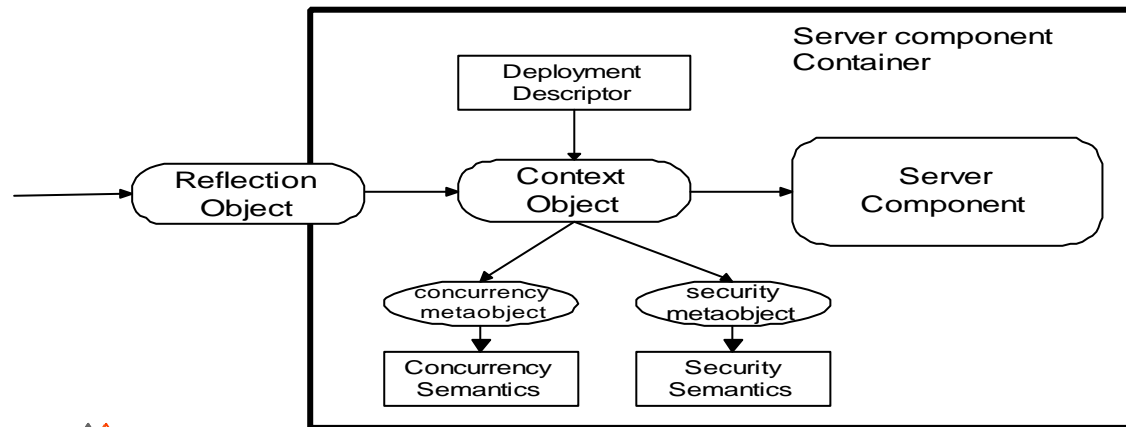 Server component
Container
Deployment
Descriptor
Reflection
Object
Context
Object
Server
Component
concurrency
metaobject
security
metaobject
Concurrency
Semantics
Security
Semantics